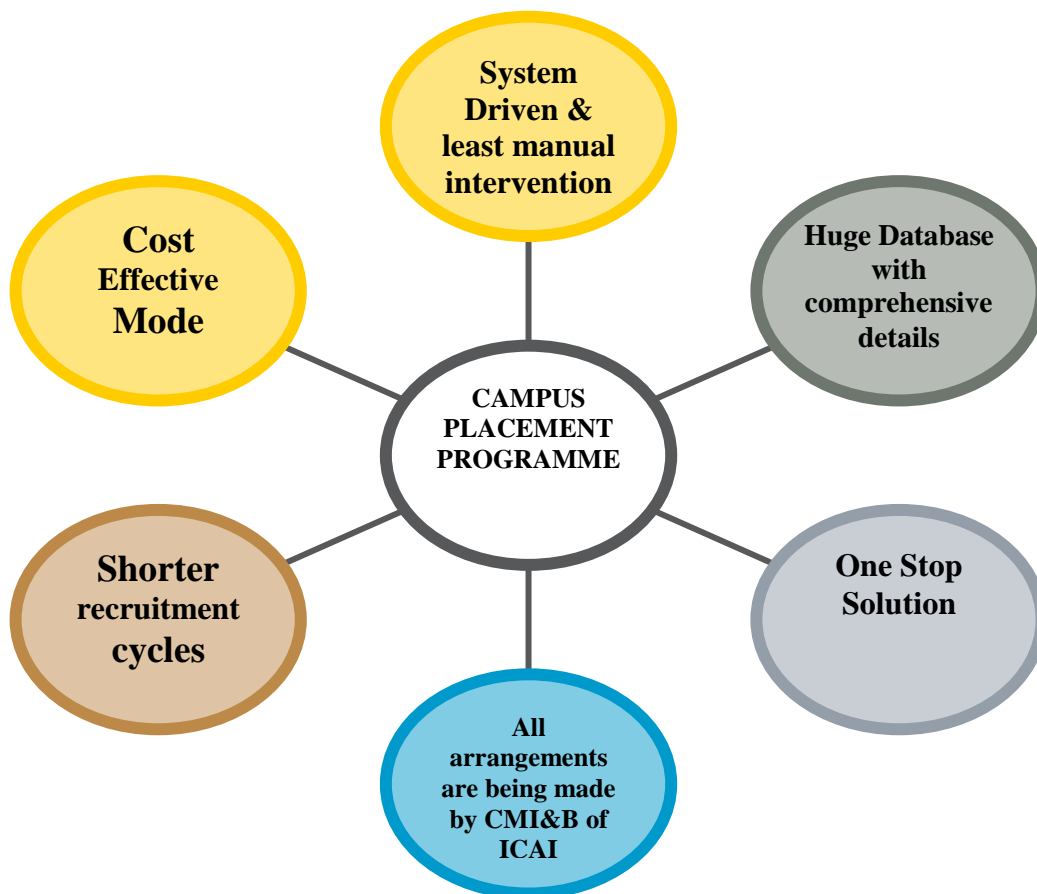 System
Driven &
least manual
intervention
Cost
Effective
Mode
Huge Database
with
comprehensive
details
CAMPUS
PLACEMENT
PROGRAMME
Shorter
recruitment
cycles
One Stop
Solution
All
arrangements
are being made
by CMI&B of
ICAI